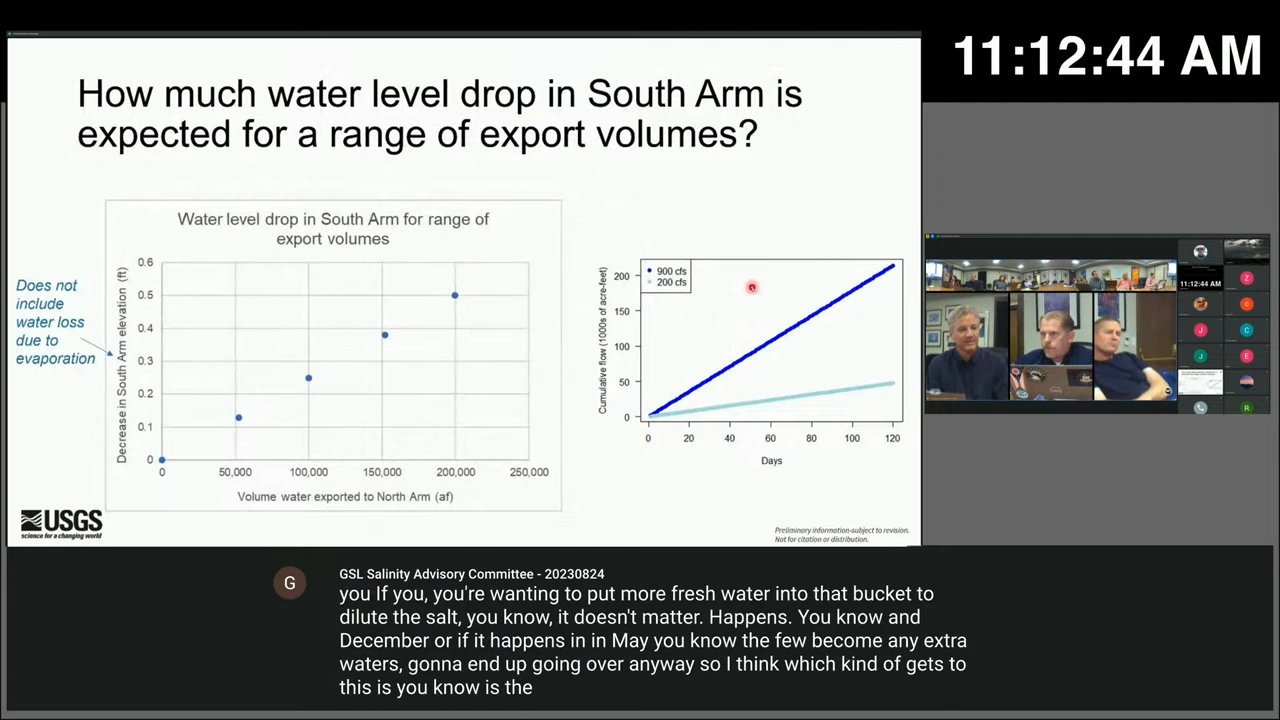 11:12:44 AM
How much water level drop in South Arm is
expected for a range of export volumes?
Does not
include
water loss
due to
evaporation
Water level drop in South Arm for range of
export volumes
Decrease in South Arm elevation (ft)
0.6
0.5
0.4
0.3
0.2
0.1
0
0
50,000
100,000
150,000
200,000
250,000
Volume water exported to North Arm (af)
900 cfs
200 cfs
Cumulative flow (1000s of acre-feet)
200
150
100
50
0
0
20
40
60
80
100
120
Days
USGS
science for a changing world
Preliminary information-subject to revision.
Not for citation or distribution.
11:12:44 AM
Z
C
J
C
J
E
R
G
GSL Salinity Advisory Committee - 20230824
you If you, you're wanting to put more fresh water into that bucket to
dilute the salt, you know, it doesn't matter. Happens. You know and
December or if it happens in in May you know the few become any extra
waters, gonna end up going over anyway so I think which kind of gets to
this is you know is the